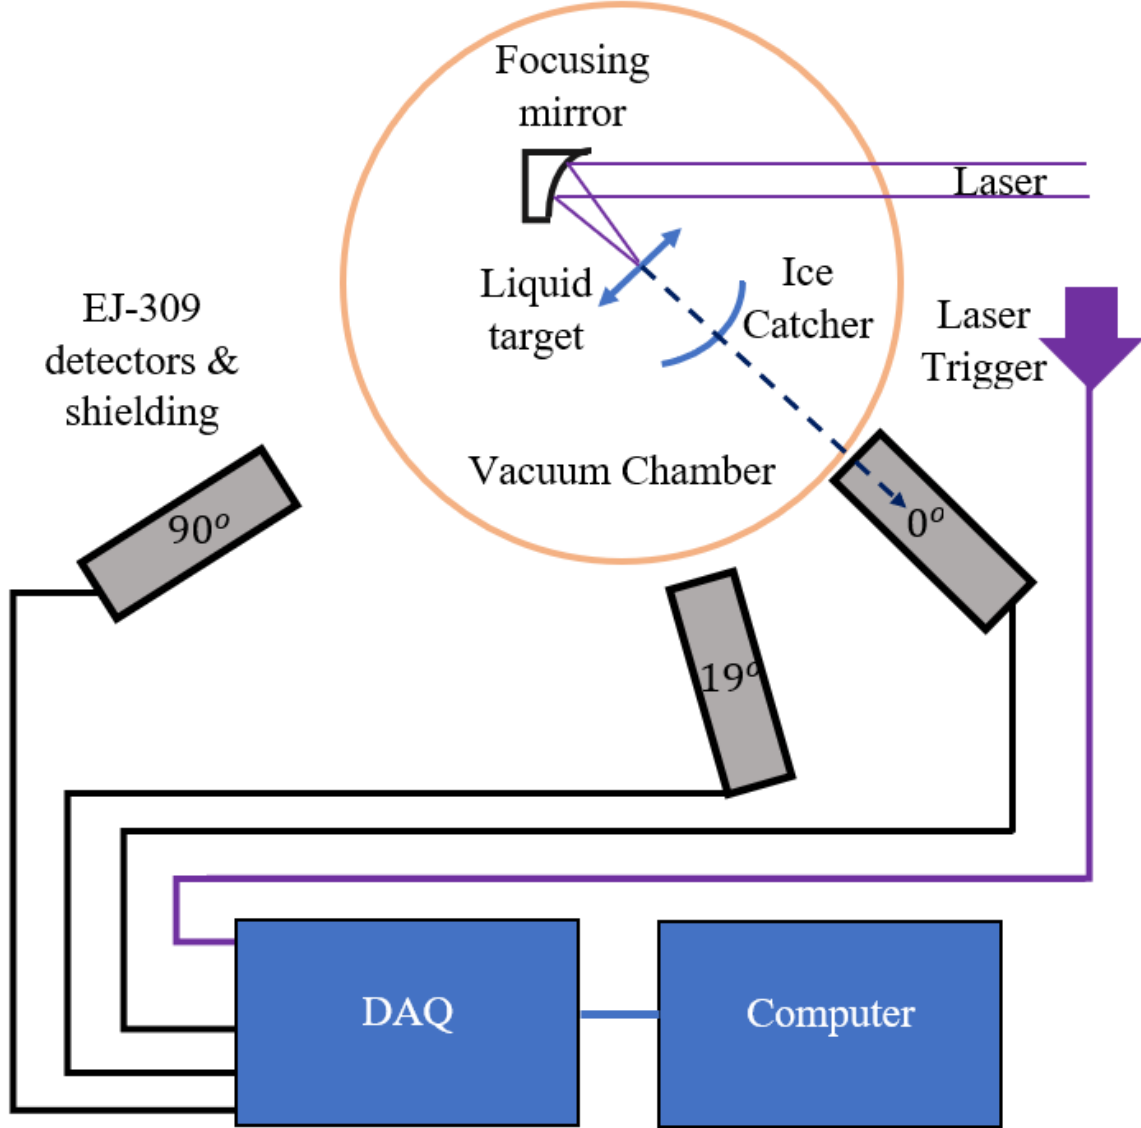 Focusing
mirror
Laser
Liquid
target
Ice
Catcher
EJ-309
detectors &
shielding
Laser
Trigger
Vacuum Chamber
90°
0°
19°
DAQ
Computer